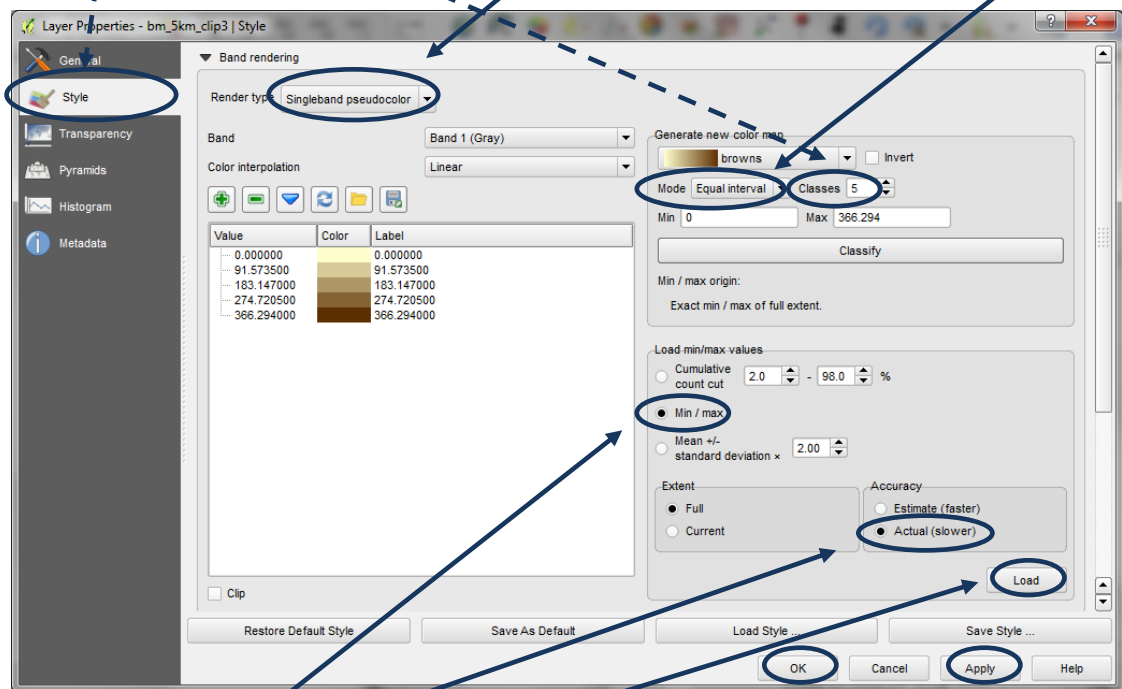 Layer Properties - bm_5km_clip3 | Style
General
Style
Transparency
Pyramids
Histogram
Metadata
Band rendering
Render type Singleband pseudocolor
Band Band 1 (Gray)
Color interpolation Linear
Value Color Label
0.000000 0.000000
91.573500 91.573500
183.147000 183.147000
274.720500 274.720500
366.294000 366.294000
Clip
Generate new color map
browns Invert
Mode Equal interval Classes 5
Min 0 Max 366.294
Classify
Min / max origin:
Exact min / max of full extent.
Load min/max values
Cumulative
count cut 2.0 - 98.0 %
Min / max
Mean +/-
standard deviation × 2.00
Extent
Full
Current
Accuracy
Estimate (faster)
Actual (slower)
Load
Restore Default Style Save As Default Load Style ... Save Style ...
OK Cancel Apply Help